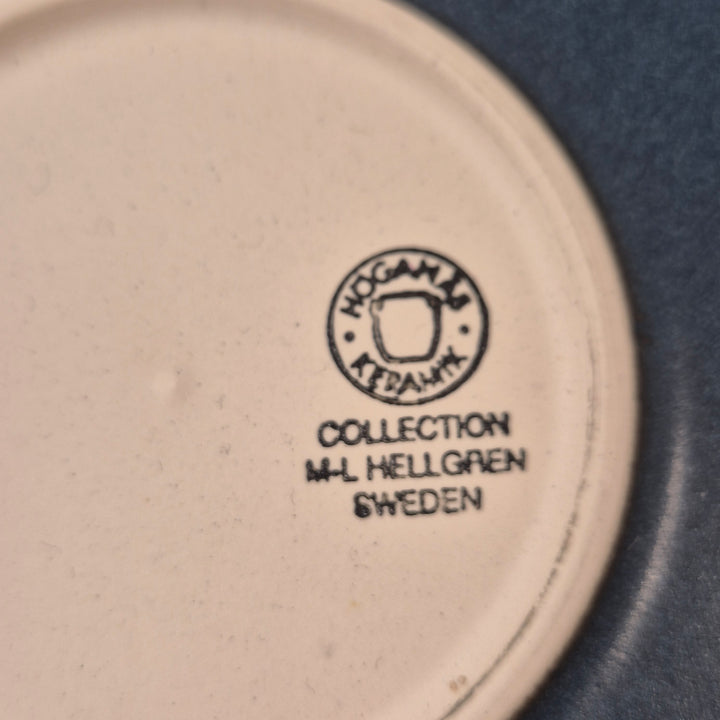 HÖGANÄS
KERAMIK
COLLECTION
M-L HELLGREN
SWEDEN